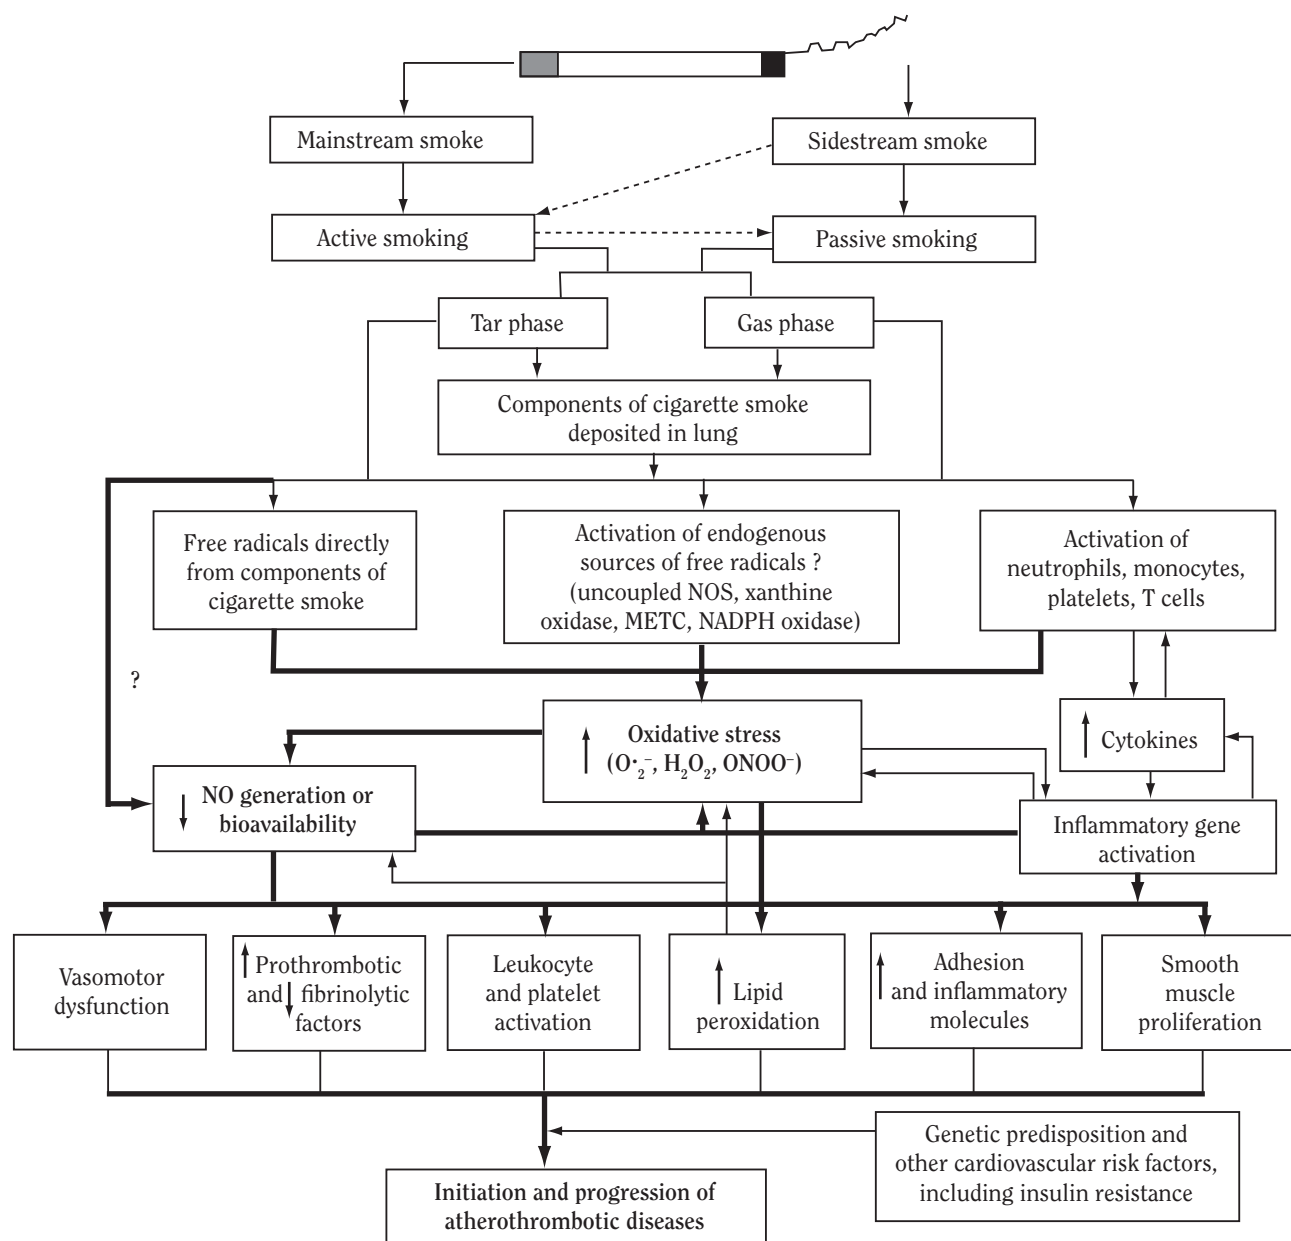 Mainstream smoke
Sidestream smoke
Active smoking
Passive smoking
Tar phase
Gas phase
Components of cigarette smoke
deposited in lung
Free radicals directly
from components of
cigarette smoke
Activation of endogenous
sources of free radicals ?
(uncoupled NOS, xanthine
oxidase, METC, NADPH oxidase)
Activation of
neutrophils, monocytes,
platelets, T cells
?
↑ Oxidative stress
(O·₂⁻, H₂O₂, ONOO⁻)
↑ Cytokines
↓ NO generation or
bioavailability
Inflammatory gene
activation
Vasomotor
dysfunction
↑ Prothrombotic
and ↓ fibrinolytic
factors
Leukocyte
and platelet
activation
↑ Lipid
peroxidation
↑ Adhesion
and inflammatory
molecules
Smooth
muscle
proliferation
Genetic predisposition and
other cardiovascular risk factors,
including insulin resistance
Initiation and progression of
atherothrombotic diseases